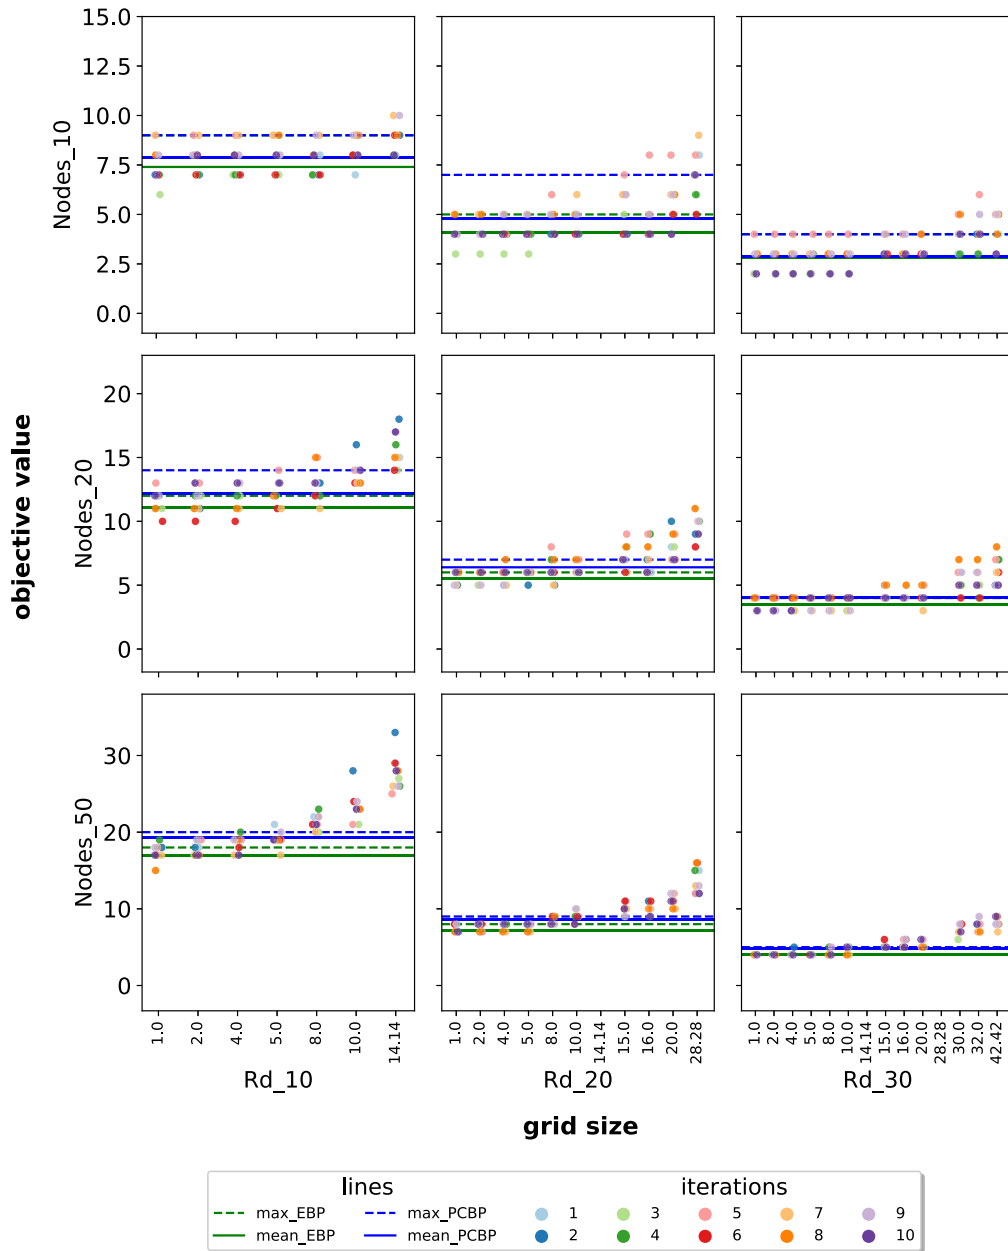 15.0
12.5
10.0
7.5
5.0
2.5
0.0
Nodes_10
20
15
10
5
0
Nodes_20
objective value
30
20
10
0
Nodes_50
1.0 2.0 4.0 5.0 8.0 10.0 14.14
1.0 2.0 4.0 5.0 8.0 10.0 14.14 15.0 16.0 20.0 28.28
1.0 2.0 4.0 5.0 8.0 10.0 14.14 15.0 16.0 20.0 28.28 30.0 32.0 42.42
Rd_10 Rd_20 Rd_30
grid size
lines iterations
max_EBP max_PCBP 1 3 5 7 9
mean_EBP mean_PCBP 2 4 6 8 10